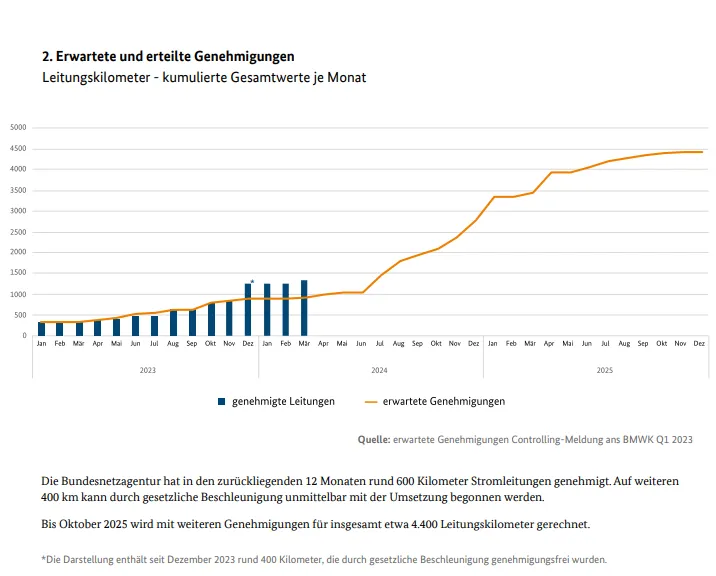 2. Erwartete und erteilte Genehmigungen
Leitungskilometer - kumulierte Gesamtwerte je Monat
5000
4500
4000
3500
3000
2500
2000
1500
1000
500
0
*
Jan Feb Mär Apr Mai Jun Jul Aug Sep Okt Nov Dez Jan Feb Mär Apr Mai Jun Jul Aug Sep Okt Nov Dez Jan Feb Mär Apr Mai Jun Jul Aug Sep Okt Nov Dez
2023 2024 2025
genehmigte Leitungen erwartete Genehmigungen
Quelle: erwartete Genehmigungen Controlling-Meldung ans BMWK Q1 2023
Die Bundesnetzagentur hat in den zurückliegenden 12 Monaten rund 600 Kilometer Stromleitungen genehmigt. Auf weiteren
400 km kann durch gesetzliche Beschleunigung unmittelbar mit der Umsetzung begonnen werden.
Bis Oktober 2025 wird mit weiteren Genehmigungen für insgesamt etwa 4.400 Leitungskilometer gerechnet.
*Die Darstellung enthält seit Dezember 2023 rund 400 Kilometer, die durch gesetzliche Beschleunigung genehmigungsfrei wurden.